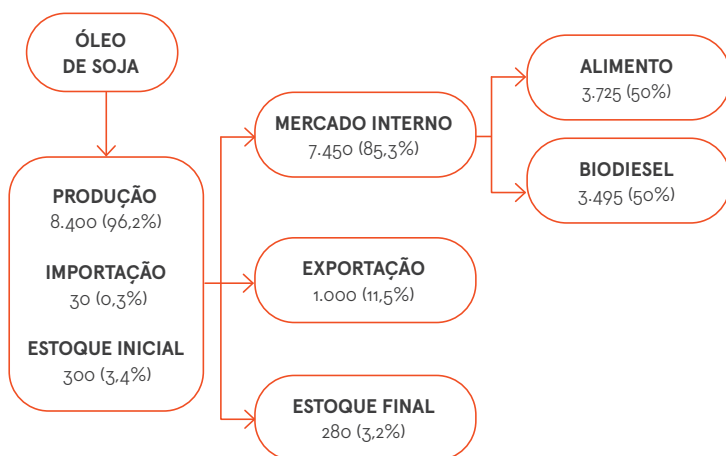 ÓLEO
DE SOJA
PRODUÇÃO
8.400 (96,2%)
IMPORTAÇÃO
30 (0,3%)
ESTOQUE INICIAL
300 (3,4%)
MERCADO INTERNO
7.450 (85,3%)
EXPORTAÇÃO
1.000 (11,5%)
ESTOQUE FINAL
280 (3,2%)
ALIMENTO
3.725 (50%)
BIODIESEL
3.495 (50%)